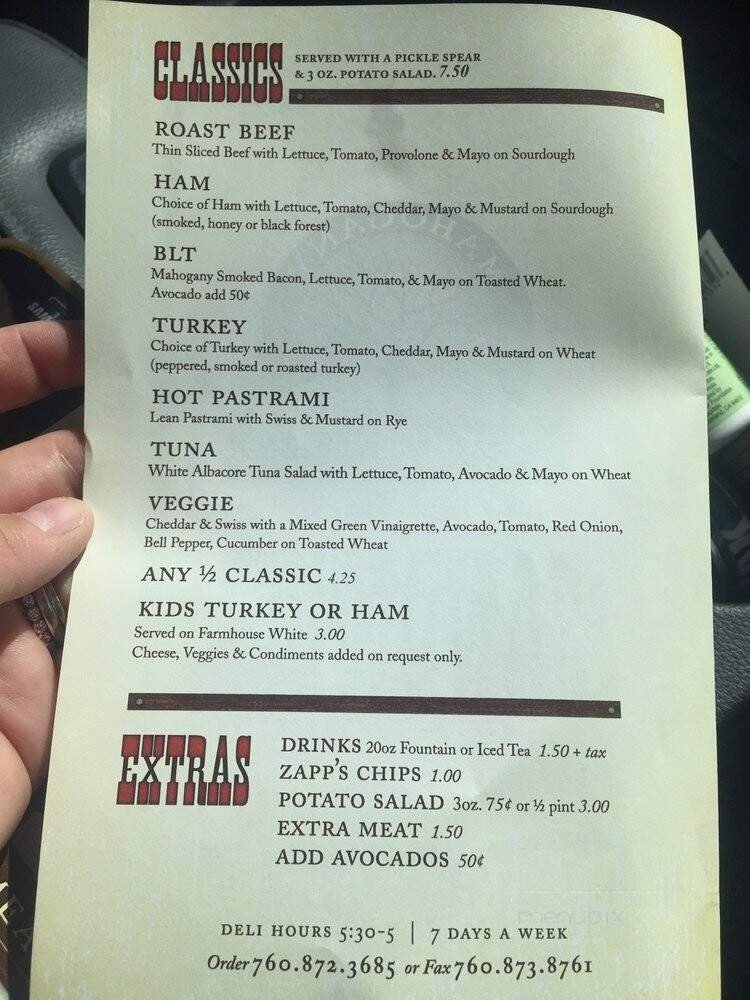 CLASSICS
SERVED WITH A PICKLE SPEAR
& 3 OZ. POTATO SALAD. 7.50
ROAST BEEF
Thin Sliced Beef with Lettuce, Tomato, Provolone & Mayo on Sourdough
HAM
Choice of Ham with Lettuce, Tomato, Cheddar, Mayo & Mustard on Sourdough
(smoked, honey or black forest)
BLT
Mahogany Smoked Bacon, Lettuce, Tomato, & Mayo on Toasted Wheat.
Avocado add 50¢
TURKEY
Choice of Turkey with Lettuce, Tomato, Cheddar, Mayo & Mustard on Wheat
(peppered, smoked or roasted turkey)
HOT PASTRAMI
Lean Pastrami with Swiss & Mustard on Rye
TUNA
White Albacore Tuna Salad with Lettuce, Tomato, Avocado & Mayo on Wheat
VEGGIE
Cheddar & Swiss with a Mixed Green Vinaigrette, Avocado, Tomato, Red Onion,
Bell Pepper, Cucumber on Toasted Wheat
ANY ½ CLASSIC 4.25
KIDS TURKEY OR HAM
Served on Farmhouse White 3.00
Cheese, Veggies & Condiments added on request only.
EXTRAS
DRINKS 20oz Fountain or Iced Tea 1.50 + tax
ZAPP'S CHIPS 1.00
POTATO SALAD 3oz. 75¢ or ½ pint 3.00
EXTRA MEAT 1.50
ADD AVOCADOS 50¢
menupix
DELI HOURS 5:30-5 | 7 DAYS A WEEK
Order 760.872.3685 or Fax 760.873.8761